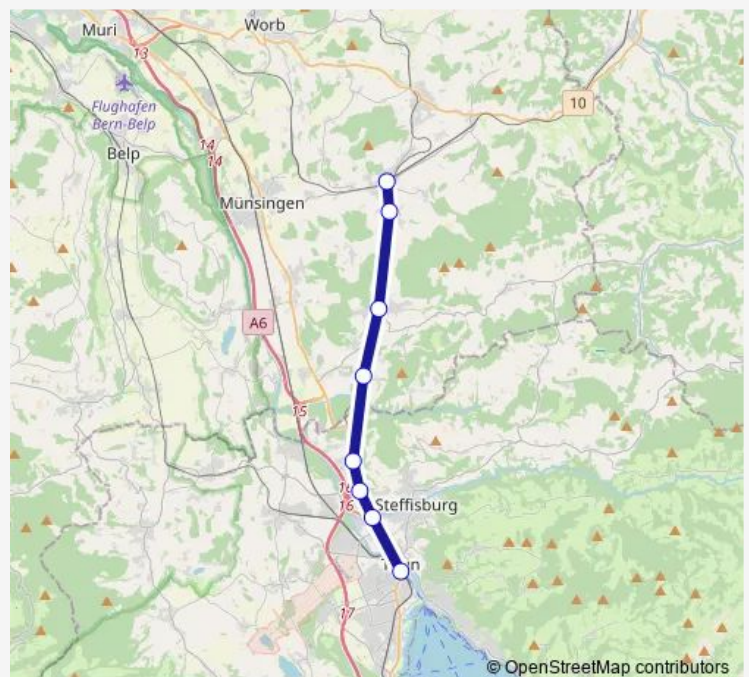 Muri
Worb
13
10
Flughafen
Bern-Belp
14
14
Belp
Münsingen
A6
15
16
Steffisburg
17
© OpenStreetMap contributors